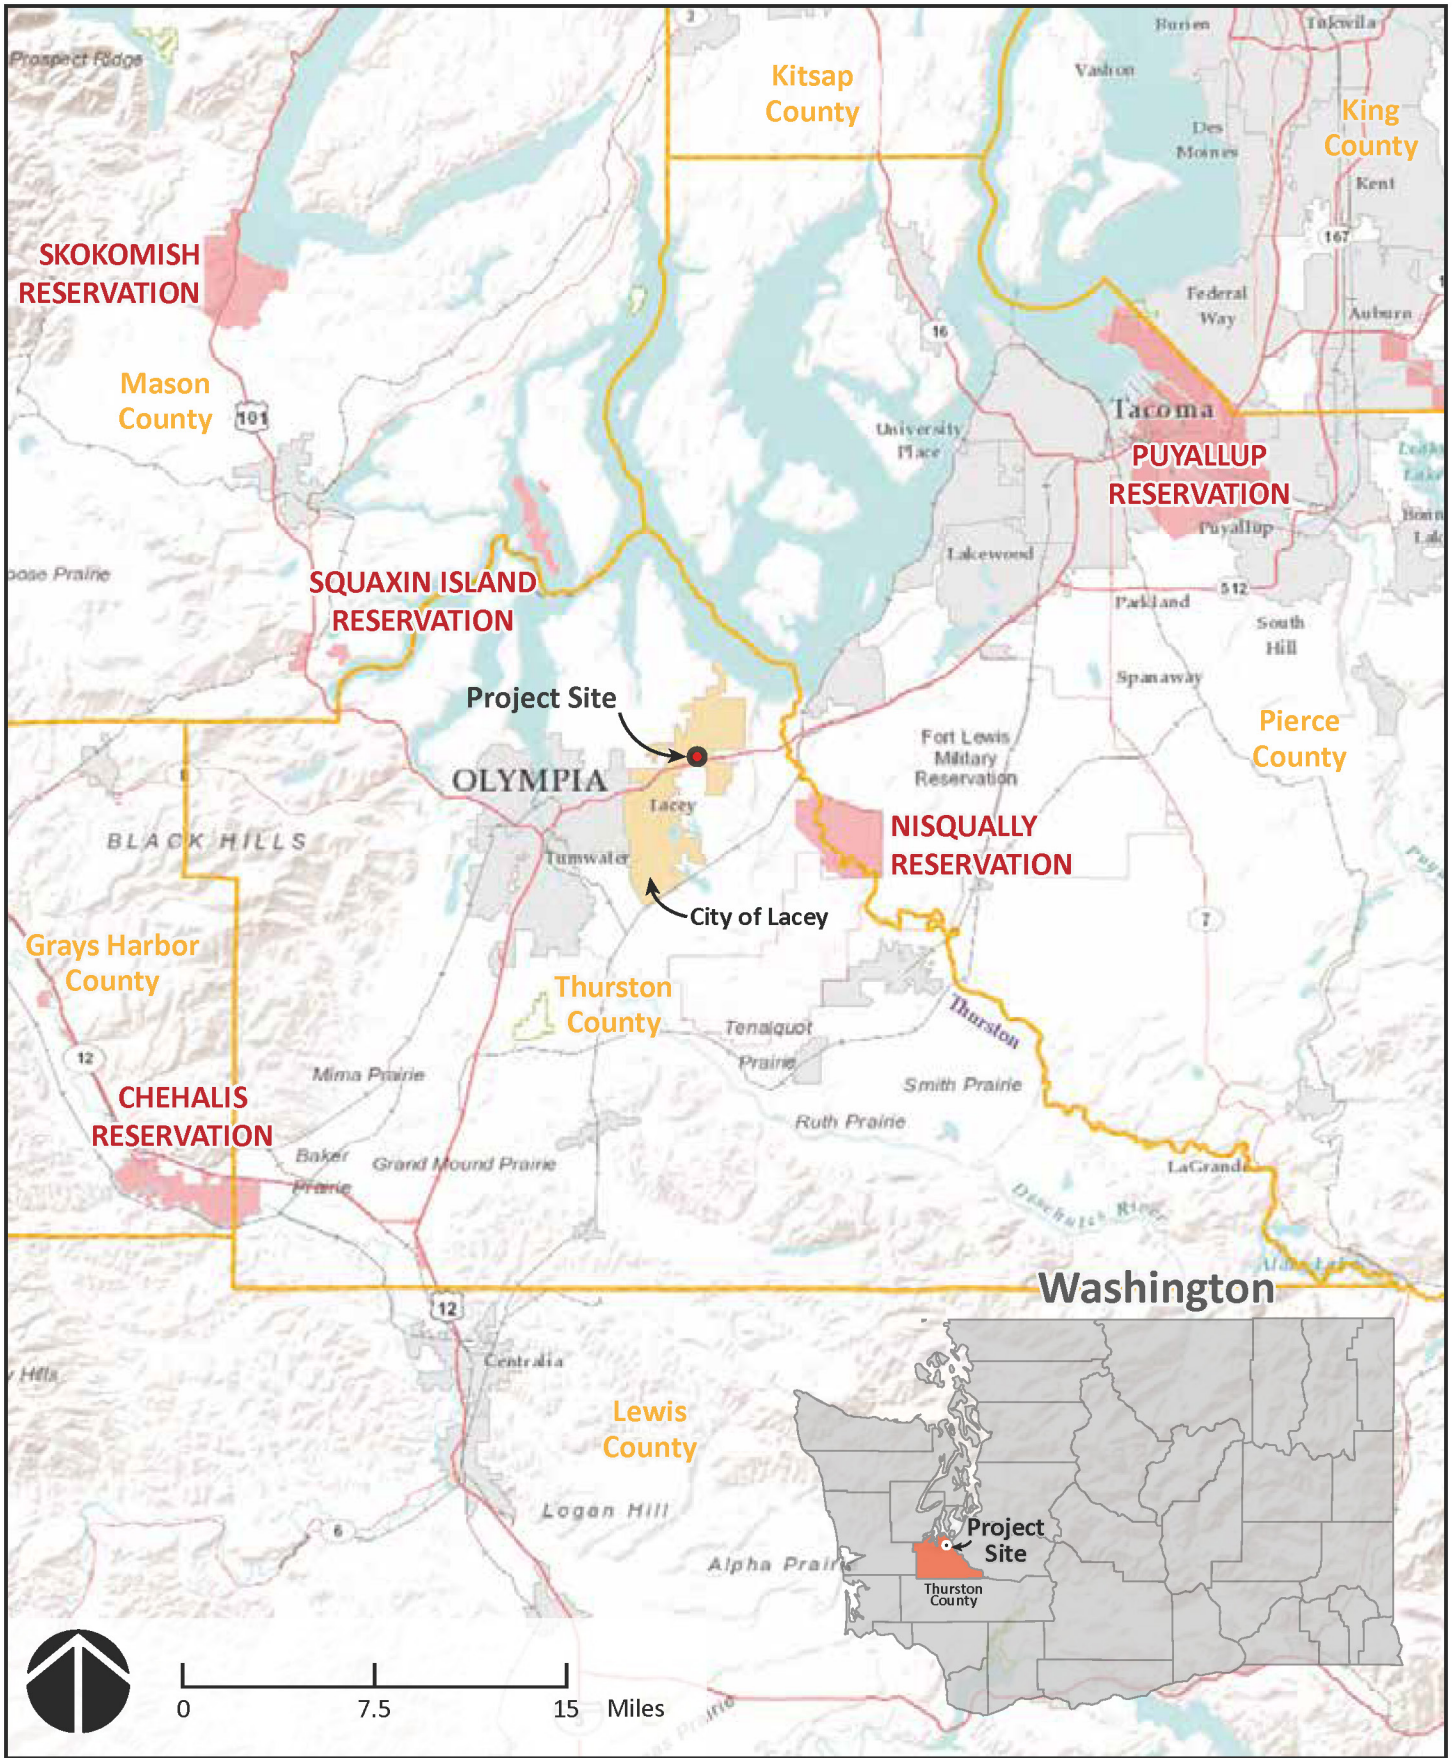 3
Burien
Tukwila
Prospect Ridge
Vashon
Kitsap
County
King
County
Des
Moines
Kent
167
SKOKOMISH
RESERVATION
Federal
Way
Auburn
16
Mason
County
101
Tacoma
University
Place
PUYALLUP
RESERVATION
Puyallup
Lakewood
SQUAXIN ISLAND
RESERVATION
512
Parkland
South
Hill
Spanaway
Project Site
Pierce
County
Fort Lewis
Military
Reservation
OLYMPIA
8
Lacey
NISQUALLY
RESERVATION
BLACK HILLS
Tumwater
City of Lacey
7
Grays Harbor
County
Thurston
County
Thurston
Tenalquot
Prairie
12
Mima Prairie
Smith Prairie
CHEHALIS
RESERVATION
Ruth Prairie
Baker
Prairie
Grand Mound Prairie
LaGrande
Deschutes River
Washington
12
Centralia
Hills
Lewis
County
Logan Hill
6
Project
Site
Alpha Prairie
Thurston
County
0
7.5
15
Miles